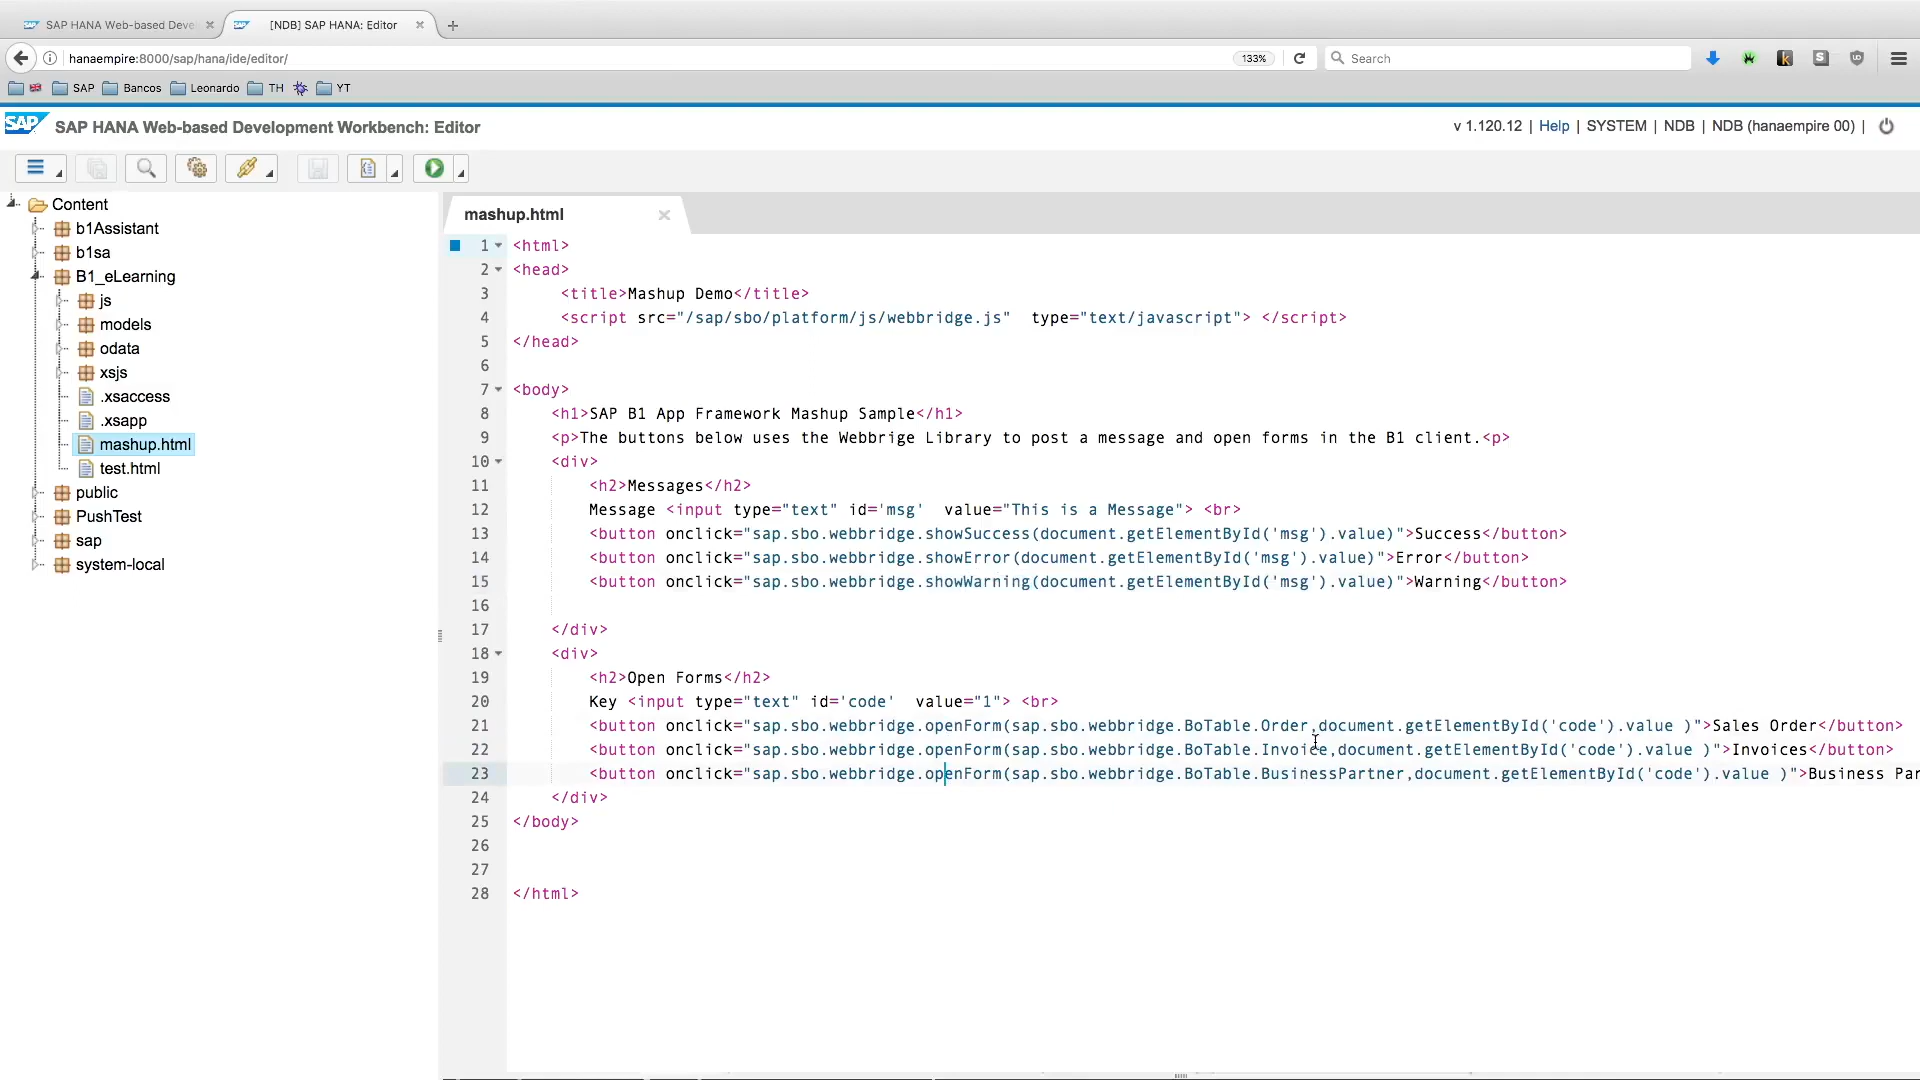 SAP HANA Web-based Deve
[NDB] SAP HANA: Editor
hanaempire:8000/sap/hana/ide/editor/
133%
Search
SAP
Bancos
Leonardo
TH
YT
SAP
SAP HANA Web-based Development Workbench: Editor
v 1.120.12 | Help | SYSTEM | NDB | NDB (hanaempire 00) |
Content
b1Assistant
b1sa
B1_eLearning
js
models
odata
xsjs
.xsaccess
.xsapp
mashup.html
test.html
public
PushTest
sap
system-local
mashup.html
1 <html>
2 <head>
3 <title>Mashup Demo</title>
4 <script src="/sap/sbo/platform/js/webbridge.js"  type="text/javascript"> </script>
5 </head>
6
7 <body>
8 <h1>SAP B1 App Framework Mashup Sample</h1>
9 <p>The buttons below uses the Webbrige Library to post a message and open forms in the B1 client.<p>
10 <div>
11 <h2>Messages</h2>
12 Message <input type="text" id='msg'  value="This is a Message"> <br>
13 <button onclick="sap.sbo.webbridge.showSuccess(document.getElementById('msg').value)">Success</button>
14 <button onclick="sap.sbo.webbridge.showError(document.getElementById('msg').value)">Error</button>
15 <button onclick="sap.sbo.webbridge.showWarning(document.getElementById('msg').value)">Warning</button>
16
17 </div>
18 <div>
19 <h2>Open Forms</h2>
20 Key <input type="text" id='code'  value="1"> <br>
21 <button onclick="sap.sbo.webbridge.openForm(sap.sbo.webbridge.BoTable.Order,document.getElementById('code').value )">Sales Order</button>
22 <button onclick="sap.sbo.webbridge.openForm(sap.sbo.webbridge.BoTable.Invoice,document.getElementById('code').value )">Invoices</button>
23 <button onclick="sap.sbo.webbridge.openForm(sap.sbo.webbridge.BoTable.BusinessPartner,document.getElementById('code').value )">Business Par
24 </div>
25 </body>
26
27
28 </html>